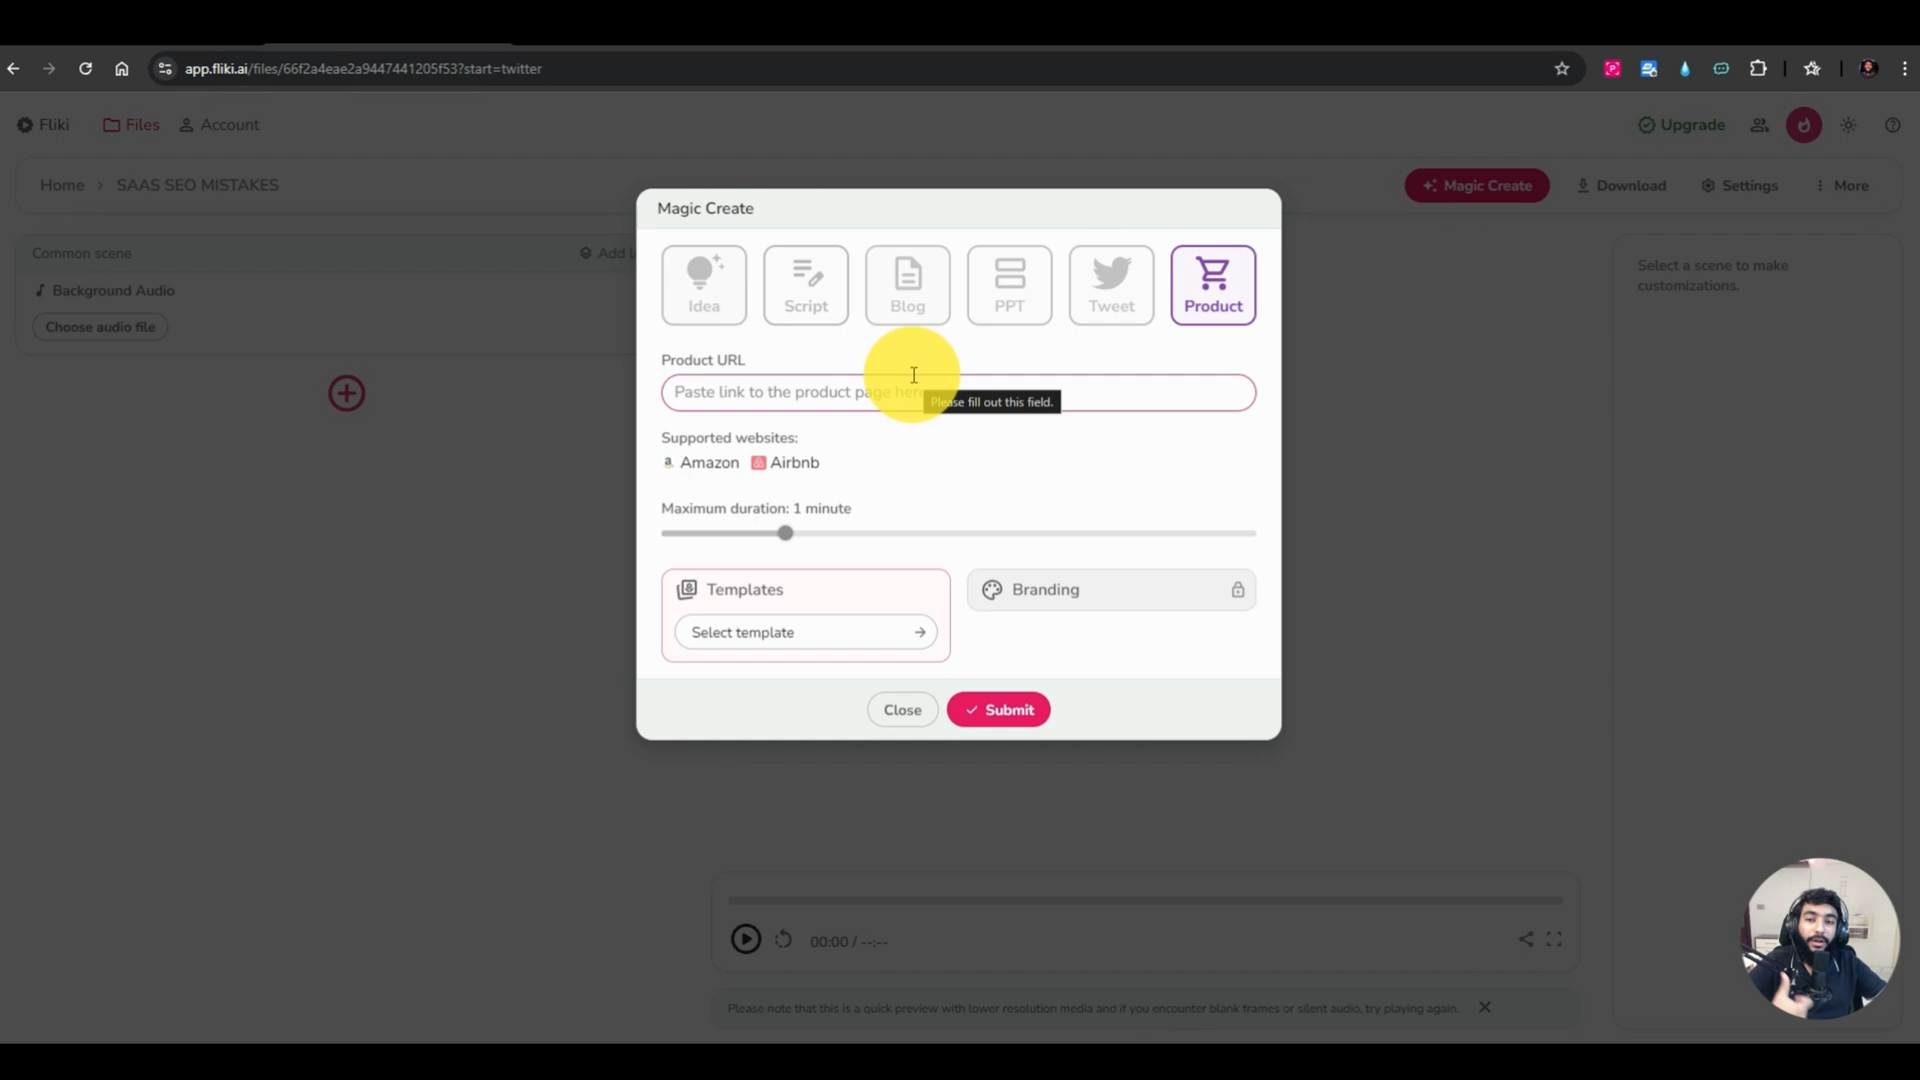 app.fliki.ai/files/66f2a4eae2a9447441205f53?start=twitter
Fliki Files Account
Upgrade
Home › SAAS SEO MISTAKES
Magic Create Download Settings More
Common scene
Add l
Background Audio
Choose audio file
Magic Create
Idea Script Blog PPT Tweet Product
Product URL
Paste link to the product page here
Please fill out this field.
Supported websites:
Amazon Airbnb
Maximum duration: 1 minute
Templates
Select template
Branding
Close Submit
Select a scene to make
customizations.
00:00 / --:--
Please note that this is a quick preview with lower resolution media and if you encounter blank frames or silent audio, try playing again.